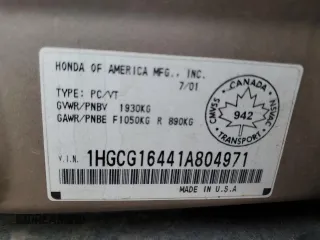 HONDA OF AMERICA MFG., INC.
7/01
TYPE: PC/VT
GVWR/PNBV 1930KG
GAWR/PNBE F1050KG R 890KG
CANADA
CMVSS
NSVAC
942
TRANSPORT
V.I.N. 1HGCG16441A804971
MADE IN U.S.A